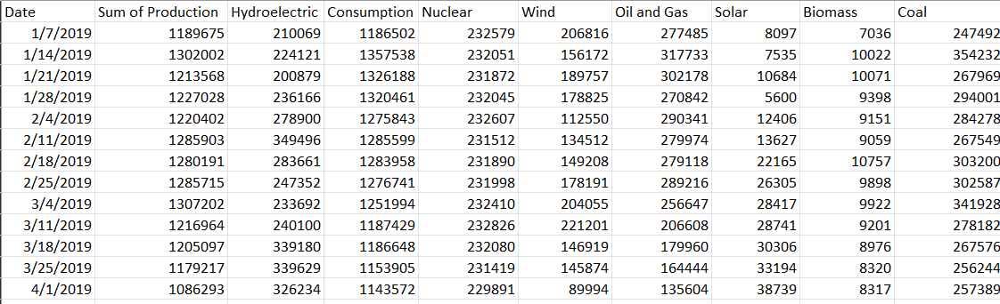 Date Sum of Production Hydroelectric Consumption Nuclear Wind Oil and Gas Solar Biomass Coal
1/7/2019 1189675 210069 1186502 232579 206816 277485 8097 7036 247492
1/14/2019 1302002 224121 1357538 232051 156172 317733 7535 10022 354232
1/21/2019 1213568 200879 1326188 231872 189757 302178 10684 10071 267969
1/28/2019 1227028 236166 1320461 232045 178825 270842 5600 9398 294001
2/4/2019 1220402 278900 1275843 232607 112550 290341 12406 9151 284278
2/11/2019 1285903 349496 1285599 231512 134512 279974 13627 9059 267549
2/18/2019 1280191 283661 1283958 231890 149208 279118 22165 10757 303200
2/25/2019 1285715 247352 1276741 231998 178191 289216 26305 9898 302587
3/4/2019 1307202 233692 1251994 232410 204055 256647 28417 9922 341928
3/11/2019 1216964 240100 1187429 232826 221201 206608 28741 9201 278182
3/18/2019 1205097 339180 1186648 232080 146919 179960 30306 8976 267576
3/25/2019 1179217 339629 1153905 231419 145874 164444 33194 8320 256244
4/1/2019 1086293 326234 1143572 229891 89994 135604 38739 8317 257389